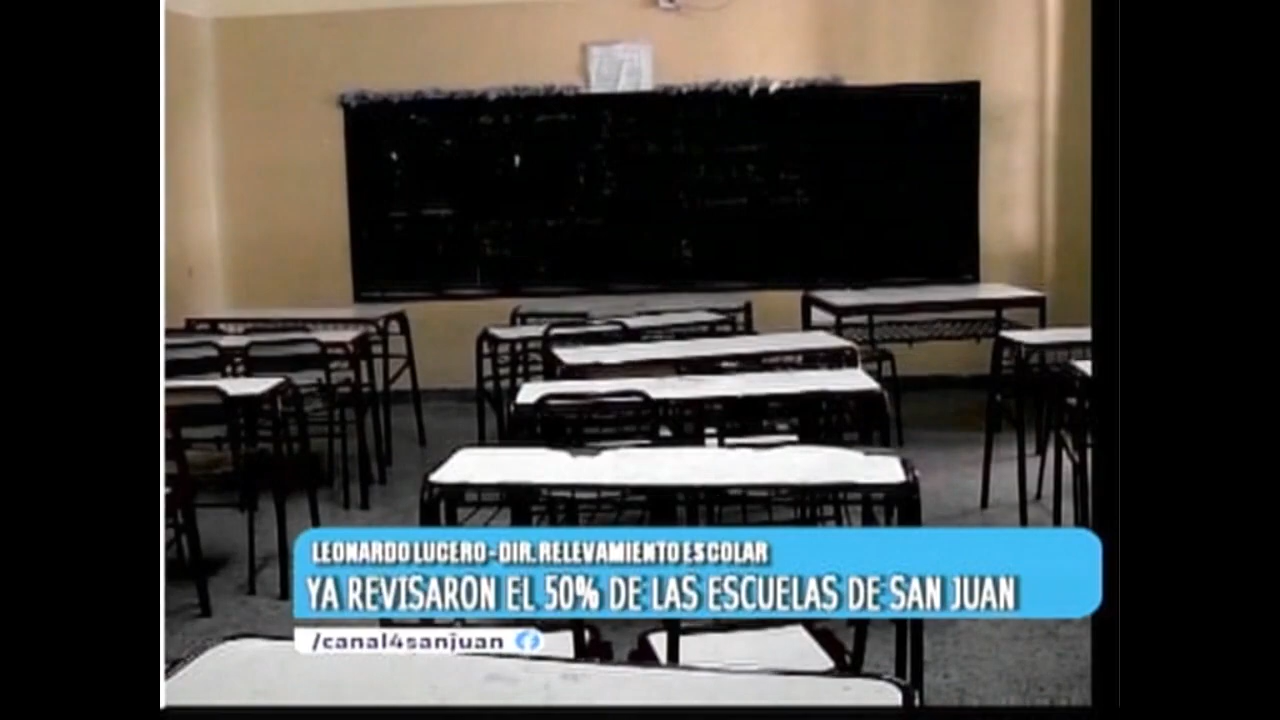 LEONARDO LUCERO - DIR. RELEVAMIENTO ESCOLAR
YA REVISARON EL 50% DE LAS ESCUELAS DE SAN JUAN
/canal4sanjuan